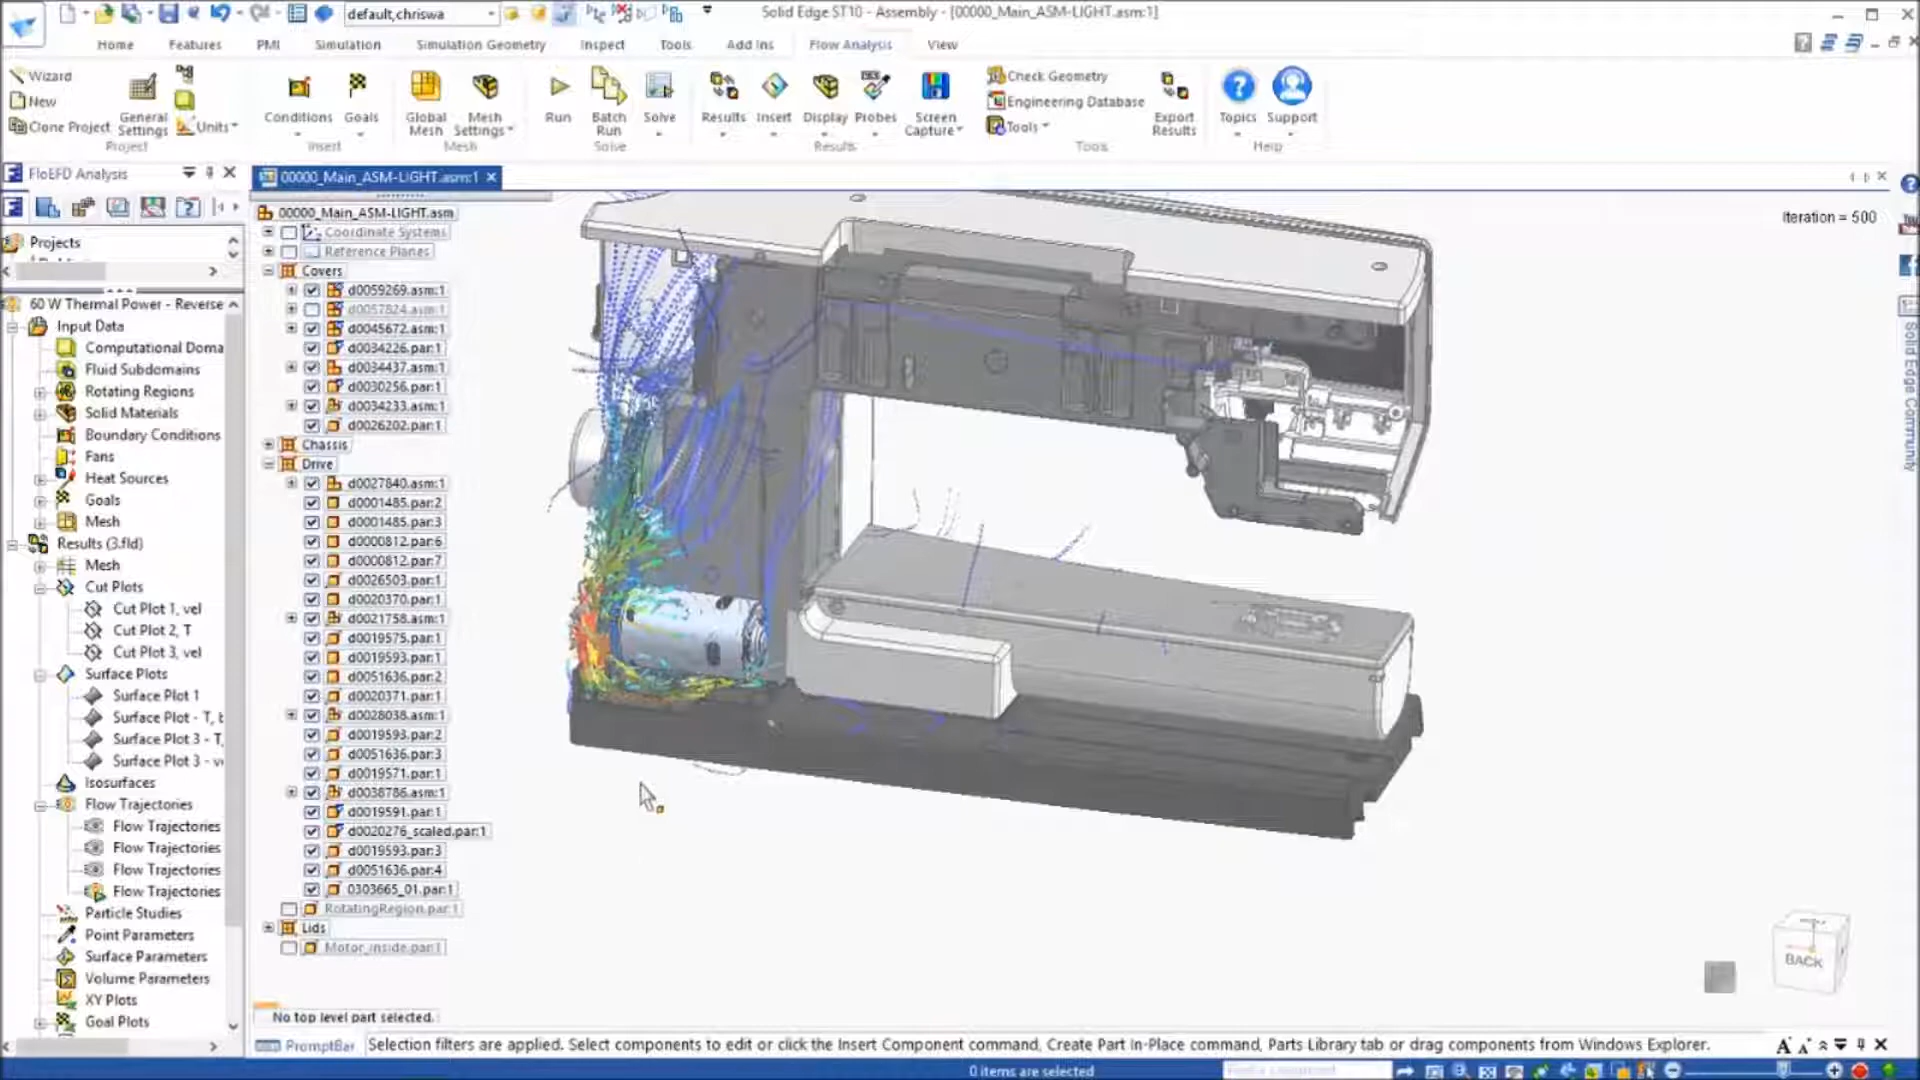 default,chriswa
Solid Edge ST10 - Assembly - [00000_Main_ASM-LIGHT.asm:1]
Home Features PMI Simulation Simulation Geometry Inspect Tools Add Ins Flow Analysis View
Wizard
New
Clone Project
General Settings
Units
Project
Conditions
Goals
Insert
Global Mesh
Mesh Settings
Mesh
Run
Batch Run
Solve
Solve
Results
Insert
Display
Probes
Screen Capture
Results
Check Geometry
Engineering Database
Tools
Export Results
Tools
Topics
Support
Help
FloEFD Analysis
00000_Main_ASM-LIGHT.asm:1
Projects
60 W Thermal Power - Reverse
Input Data
Computational Doma
Fluid Subdomains
Rotating Regions
Solid Materials
Boundary Conditions
Fans
Heat Sources
Goals
Mesh
Results (3.fld)
Mesh
Cut Plots
Cut Plot 1, vel
Cut Plot 2, T
Cut Plot 3, vel
Surface Plots
Surface Plot 1
Surface Plot - T, b
Surface Plot 3 - T,
Surface Plot 3 - v
Isosurfaces
Flow Trajectories
Flow Trajectories
Flow Trajectories
Flow Trajectories
Flow Trajectories
Particle Studies
Point Parameters
Surface Parameters
Volume Parameters
XY Plots
Goal Plots
00000_Main_ASM-LIGHT.asm
Coordinate Systems
Reference Planes
Covers
d0059269.asm:1
d0057824.asm:1
d0045672.asm:1
d0034226.par:1
d0034437.asm:1
d0030256.par:1
d0034233.asm:1
d0026202.par:1
Chassis
Drive
d0027840.asm:1
d0001485.par:2
d0001485.par:3
d0000812.par:6
d0000812.par:7
d0026503.par:1
d0020370.par:1
d0021758.asm:1
d0019575.par:1
d0019593.par:1
d0051636.par:2
d0020371.par:1
d0028038.asm:1
d0019593.par:2
d0051636.par:3
d0019571.par:1
d0038786.asm:1
d0019591.par:1
d0020276_scaled.par:1
d0019593.par:3
d0051636.par:4
0303665_01.par:1
RotatingRegion.par:1
Lids
Motor_inside.par:1
No top level part selected.
Iteration = 500
Solid Edge Community
BACK
PromptBar
Selection filters are applied. Select components to edit or click the Insert Component command, Create Part In-Place command, Parts Library tab or drag components from Windows Explorer.
0 items are selected